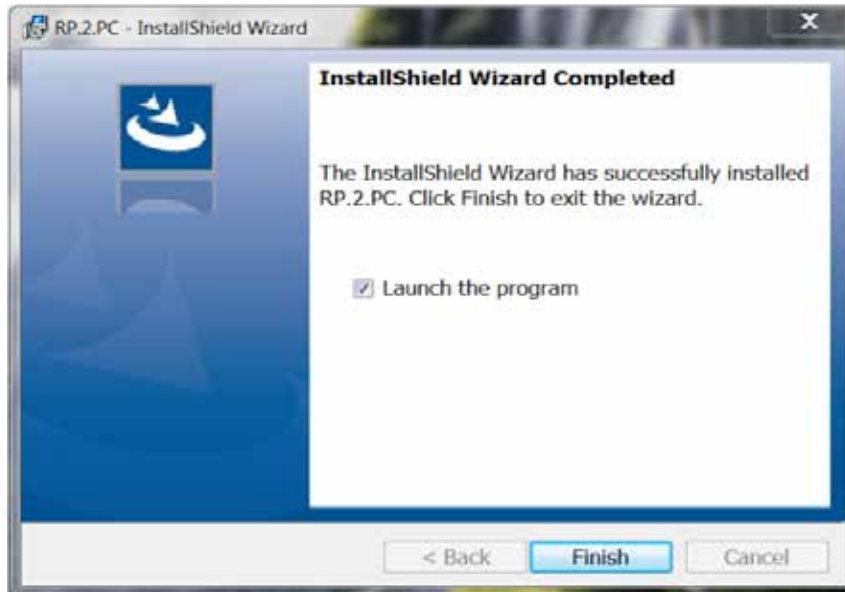 RP.2.PC - InstallShield Wizard
X
InstallShield Wizard Completed
The InstallShield Wizard has successfully installed
RP.2.PC. Click Finish to exit the wizard.
Launch the program
< Back Finish Cancel